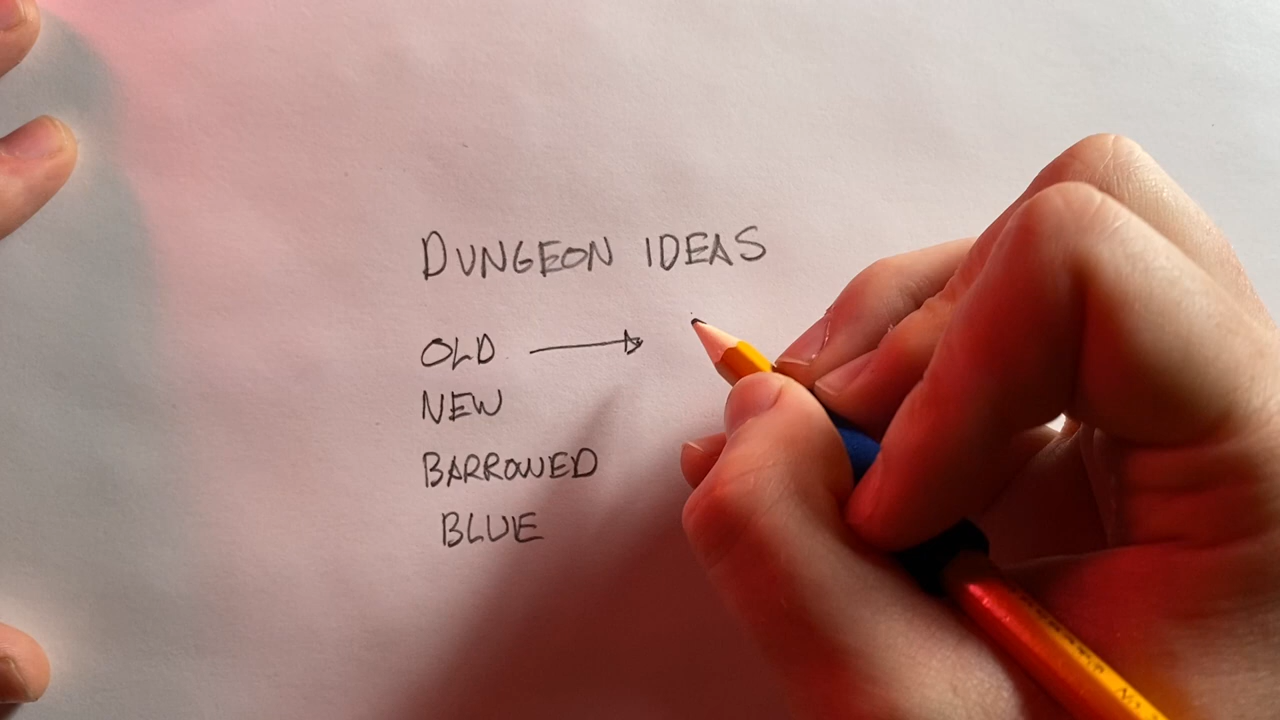 DUNGEON IDEAS
OLD →
NEW
BARROWED
BLUE